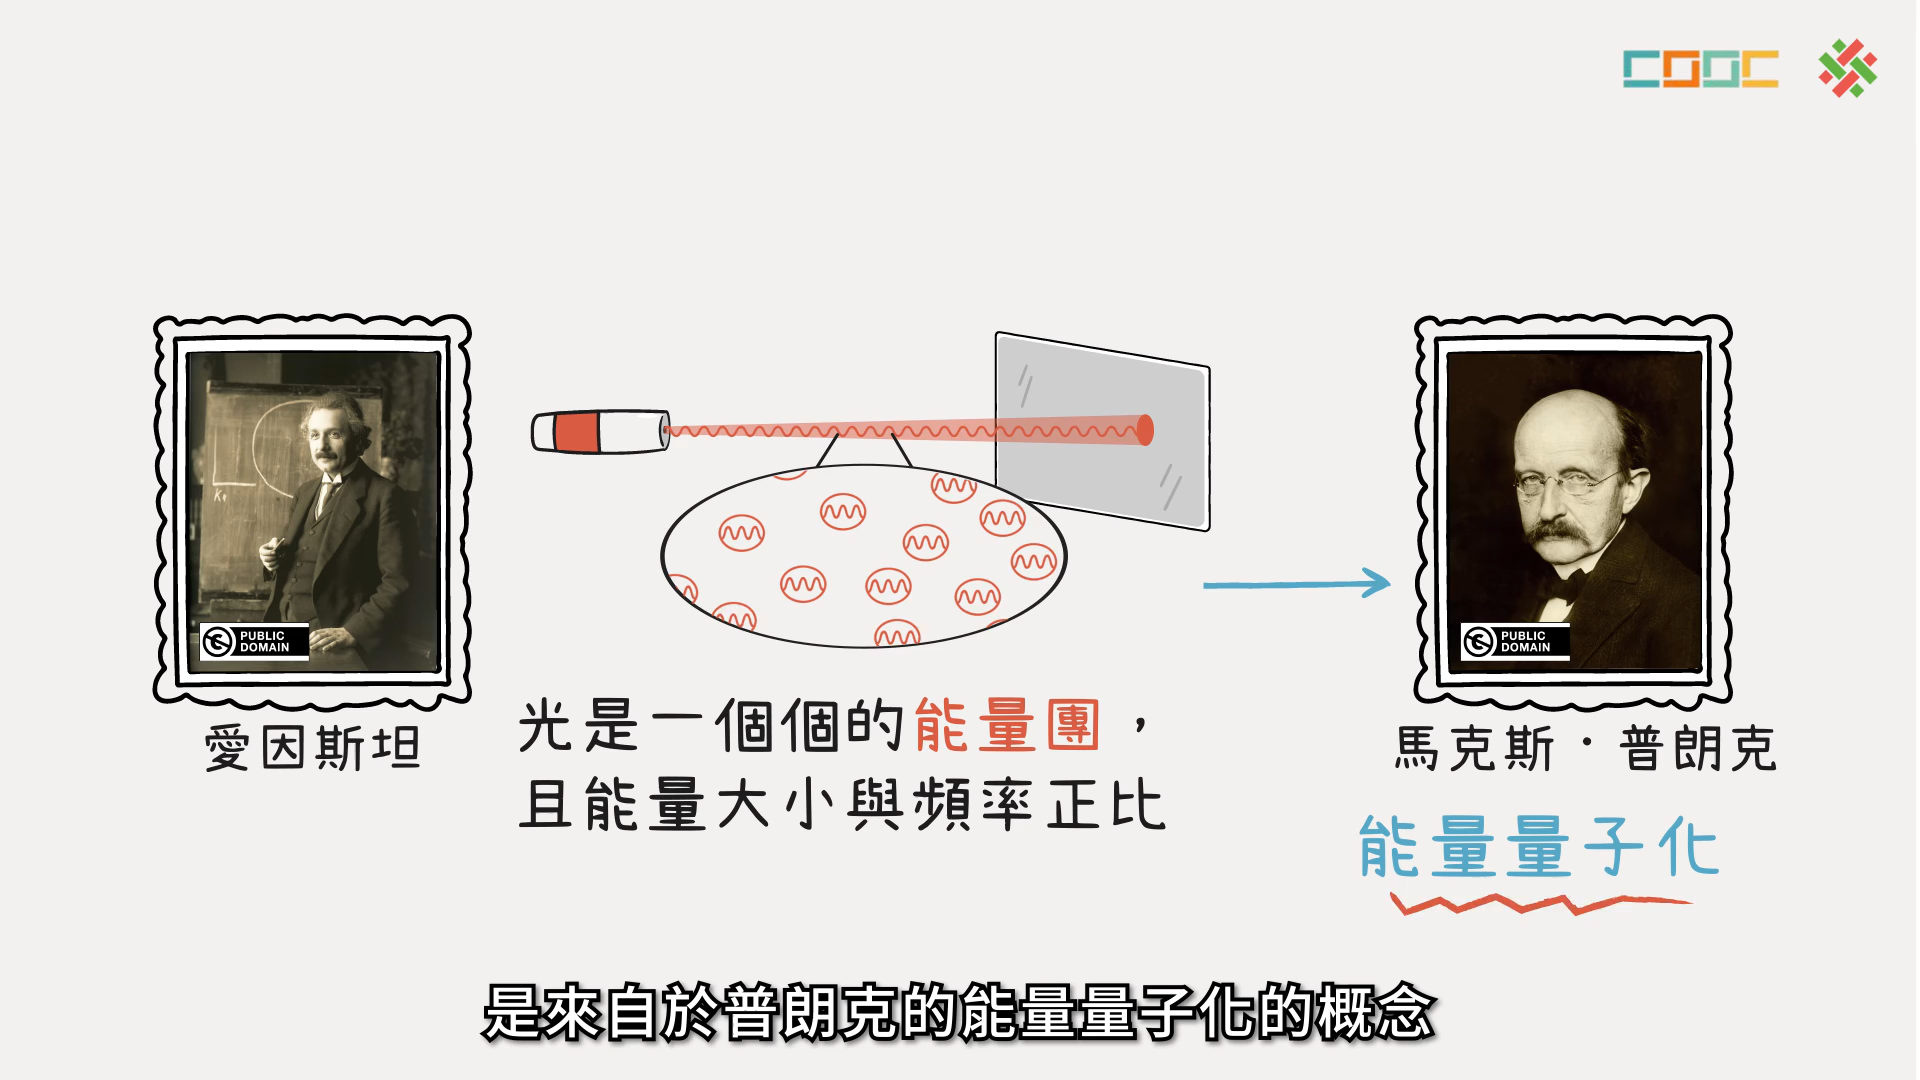 COOC
K
PUBLIC
DOMAIN
愛因斯坦
光是一個個的能量團，
且能量大小與頻率正比
PUBLIC
DOMAIN
馬克斯・普朗克
能量量子化
是來自於普朗克的能量量子化的概念